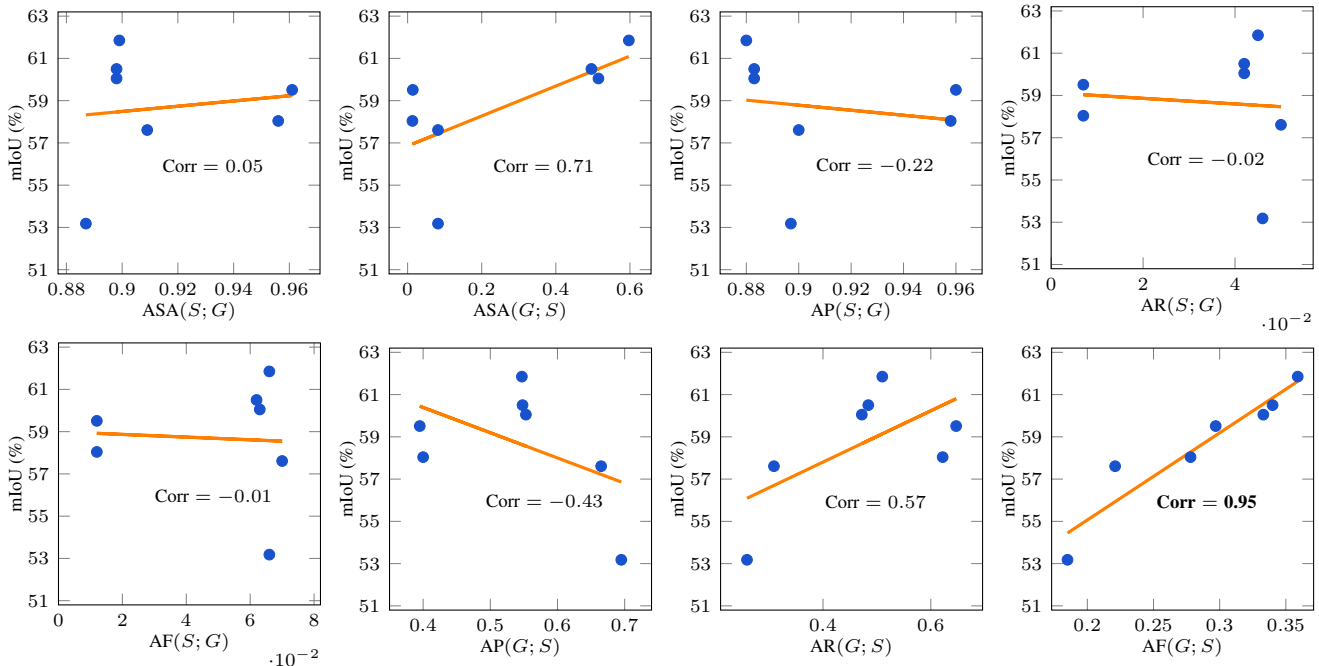 63
61
59
57
55
53
51
mIoU (%)
Corr = 0.05
0.88 0.9 0.92 0.94 0.96
ASA(S; G)
63
61
59
57
55
53
51
mIoU (%)
Corr = 0.71
0 0.2 0.4 0.6
ASA(G; S)
63
61
59
57
55
53
51
mIoU (%)
Corr = −0.22
0.88 0.9 0.92 0.94 0.96
AP(S; G)
63
61
59
57
55
53
51
mIoU (%)
Corr = −0.02
0 2 4
AR(S; G)
·10−2
63
61
59
57
55
53
51
mIoU (%)
Corr = −0.01
0 2 4 6 8
AF(S; G)
·10−2
63
61
59
57
55
53
51
mIoU (%)
Corr = −0.43
0.4 0.5 0.6 0.7
AP(G; S)
63
61
59
57
55
53
51
mIoU (%)
Corr = 0.57
0.4 0.6
AR(G; S)
63
61
59
57
55
53
51
mIoU (%)
Corr = 0.95
0.2 0.25 0.3 0.35
AF(G; S)